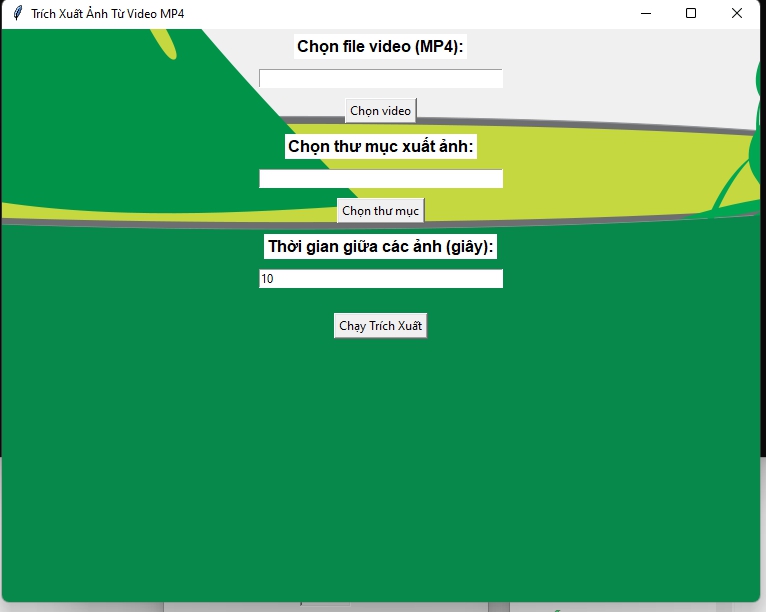 Trích Xuất Ảnh Từ Video MP4
Chọn file video (MP4):
Chọn video
Chọn thư mục xuất ảnh:
Chọn thư mục
Thời gian giữa các ảnh (giây):
10
Chạy Trích Xuất